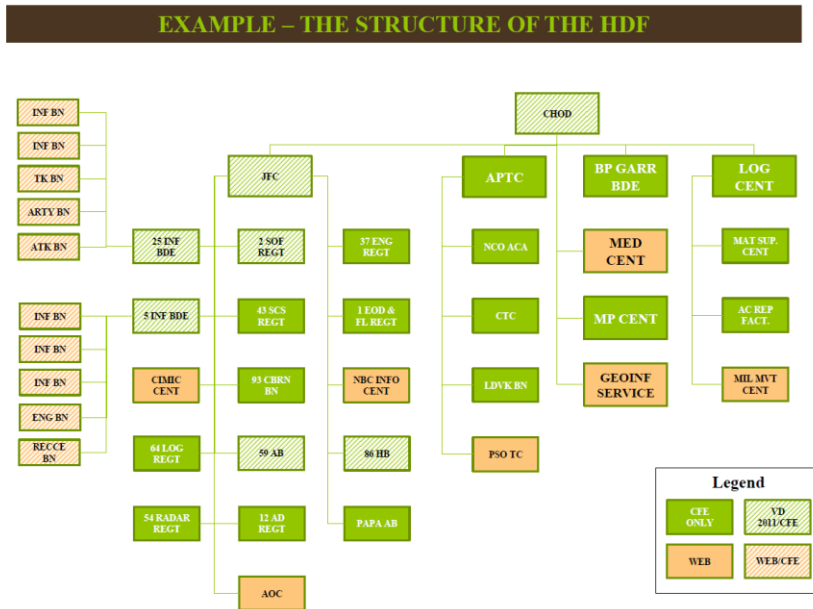 EXAMPLE – THE STRUCTURE OF THE HDF
CHOD
JFC
APTC
BP GARR
BDE
LOG
CENT
INF BN
INF BN
TK BN
ARTY BN
ATK BN
25 INF
BDE
2 SOF
REGT
37 ENG
REGT
NCO ACA
MED
CENT
MAT SUP.
CENT
INF BN
INF BN
INF BN
ENG BN
RECCE
BN
5 INF BDE
43 SCS
REGT
1 EOD &
FL REGT
CTC
MP CENT
AC REP
FACT.
CIMIC
CENT
93 CBRN
BN
NBC INFO
CENT
LDVK BN
GEOINF
SERVICE
MIL MVT
CENT
64 LOG
REGT
59 AB
86 HB
PSO TC
54 RADAR
REGT
12 AD
REGT
PAPA AB
AOC
Legend
CFE
ONLY
VD
2011/CFE
WEB
WEB/CFE